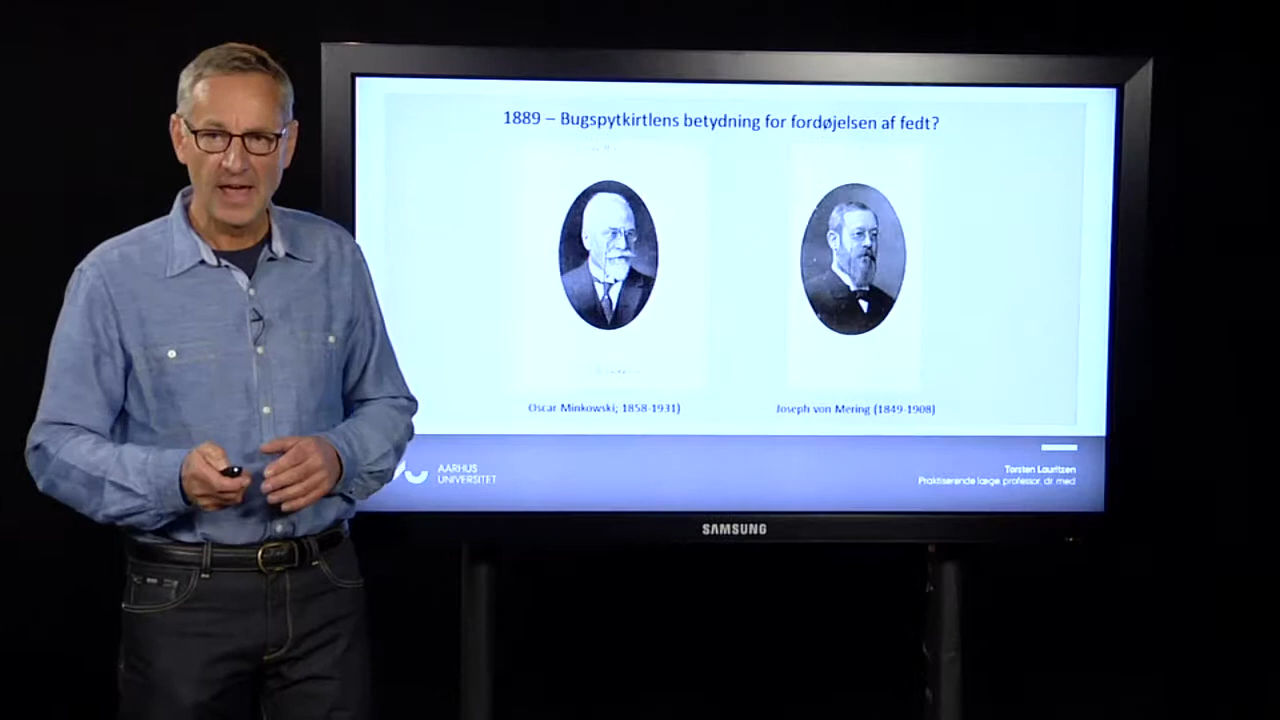 1889 – Bugspytkirtlens betydning for fordøjelsen af fedt?
Oscar Minkowski; 1858-1931)
Joseph von Mering (1849-1908)
AARHUS
UNIVERSITET
Torsten Lauritzen
Praktiserende læge, professor, dr. med
SAMSUNG